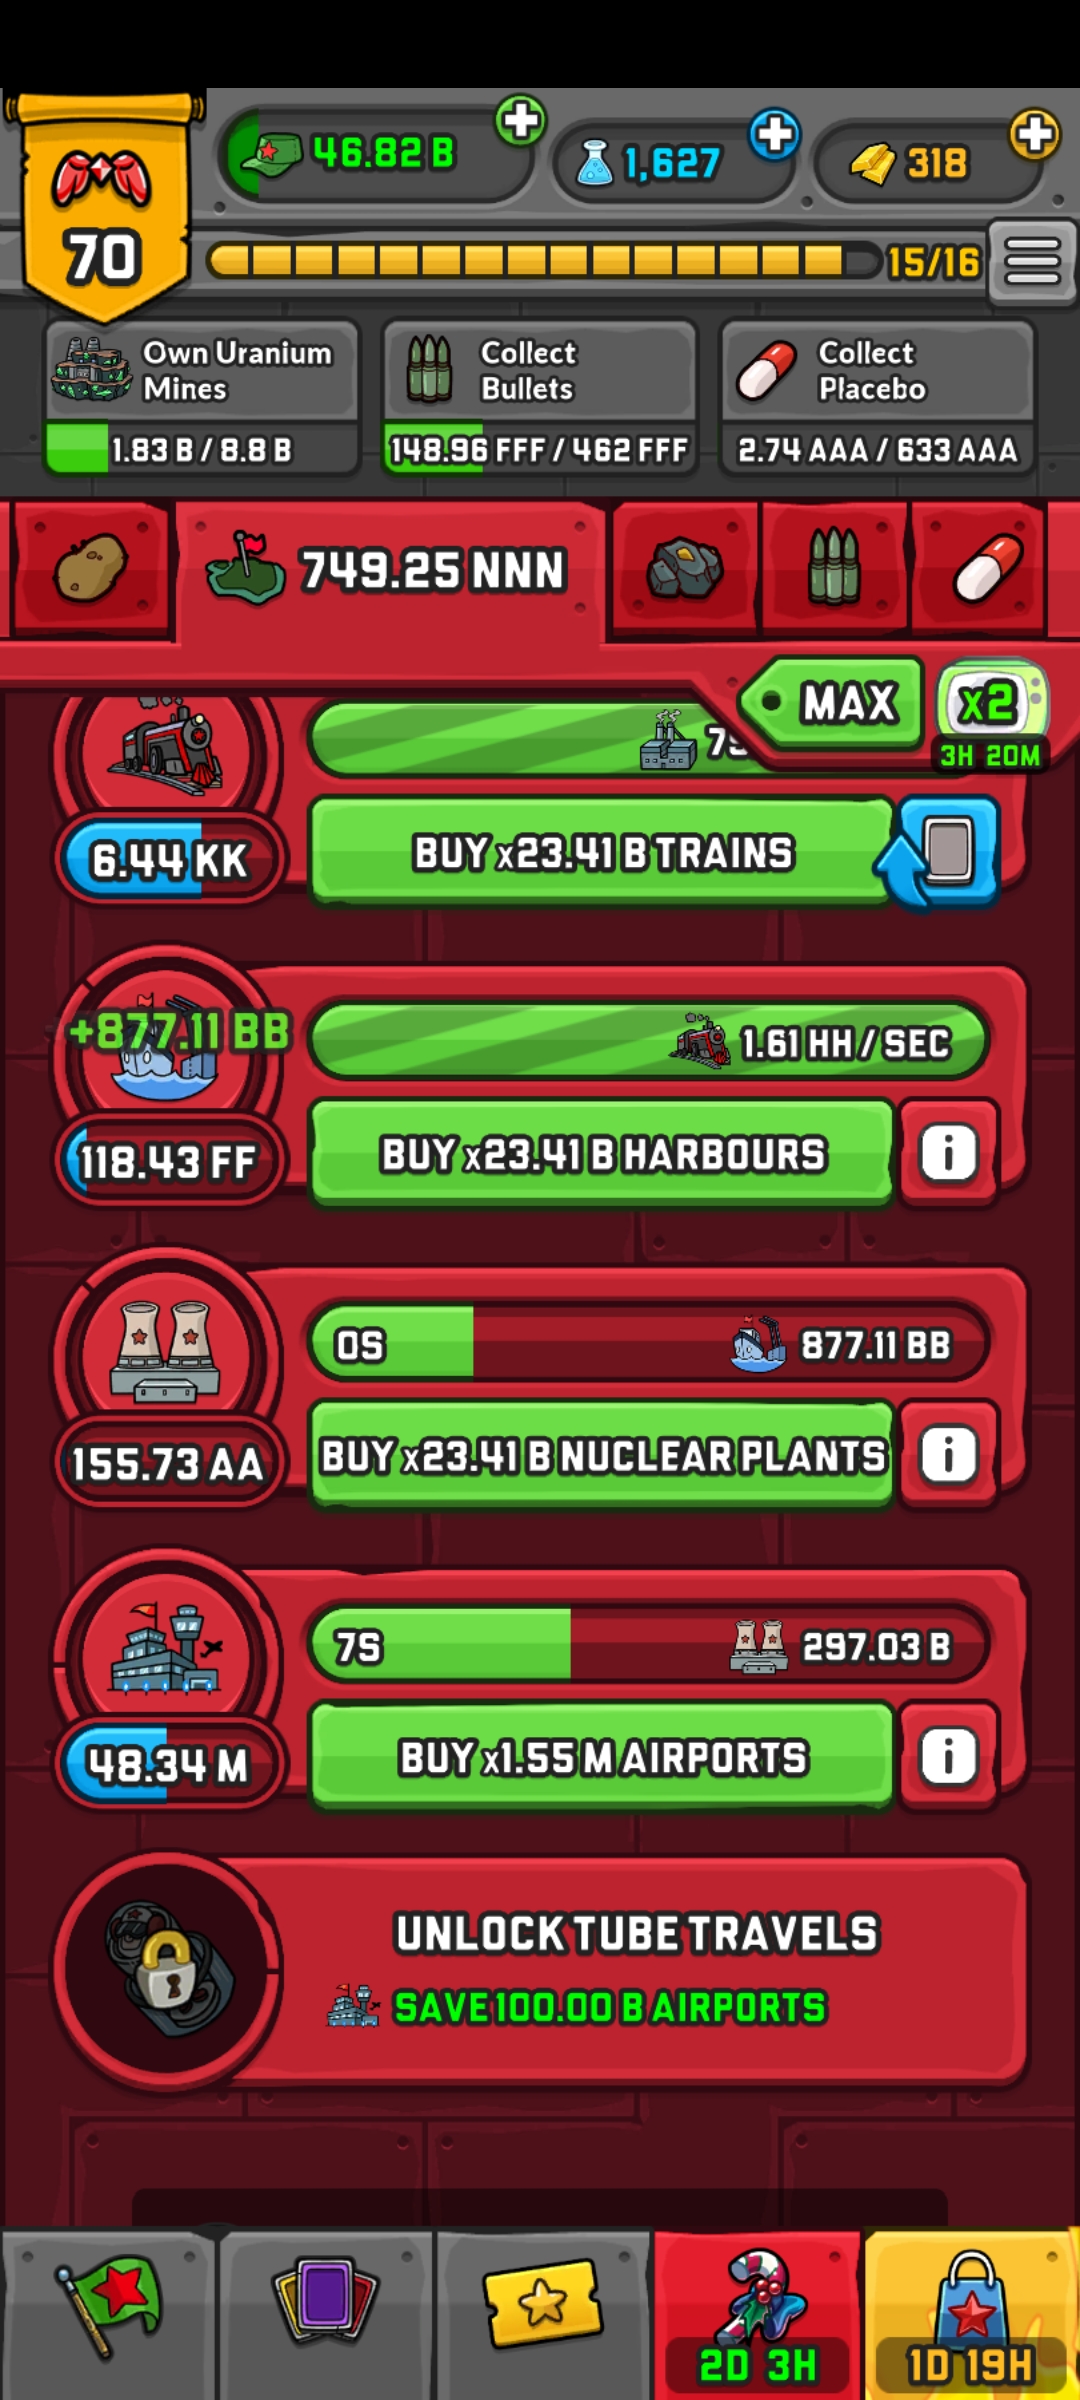 46.82 B
1,627
318
70
15/16
Own Uranium
Mines
1.83 B / 8.8 B
Collect
Bullets
148.96 FFF / 462 FFF
Collect
Placebo
2.74 AAA / 633 AAA
749.25 NNN
MAX
x2
3H 20M
6.44 KK
BUY x23.41 B TRAINS
+877.11 BB
1.61 HH / SEC
118.43 FF
BUY x23.41 B HARBOURS
i
0S
877.11 BB
155.73 AA
BUY x23.41 B NUCLEAR PLANTS
i
7S
297.03 B
48.34 M
BUY x1.55 M AIRPORTS
i
UNLOCK TUBE TRAVELS
SAVE 100.00 B AIRPORTS
2D 3H
1D 19H